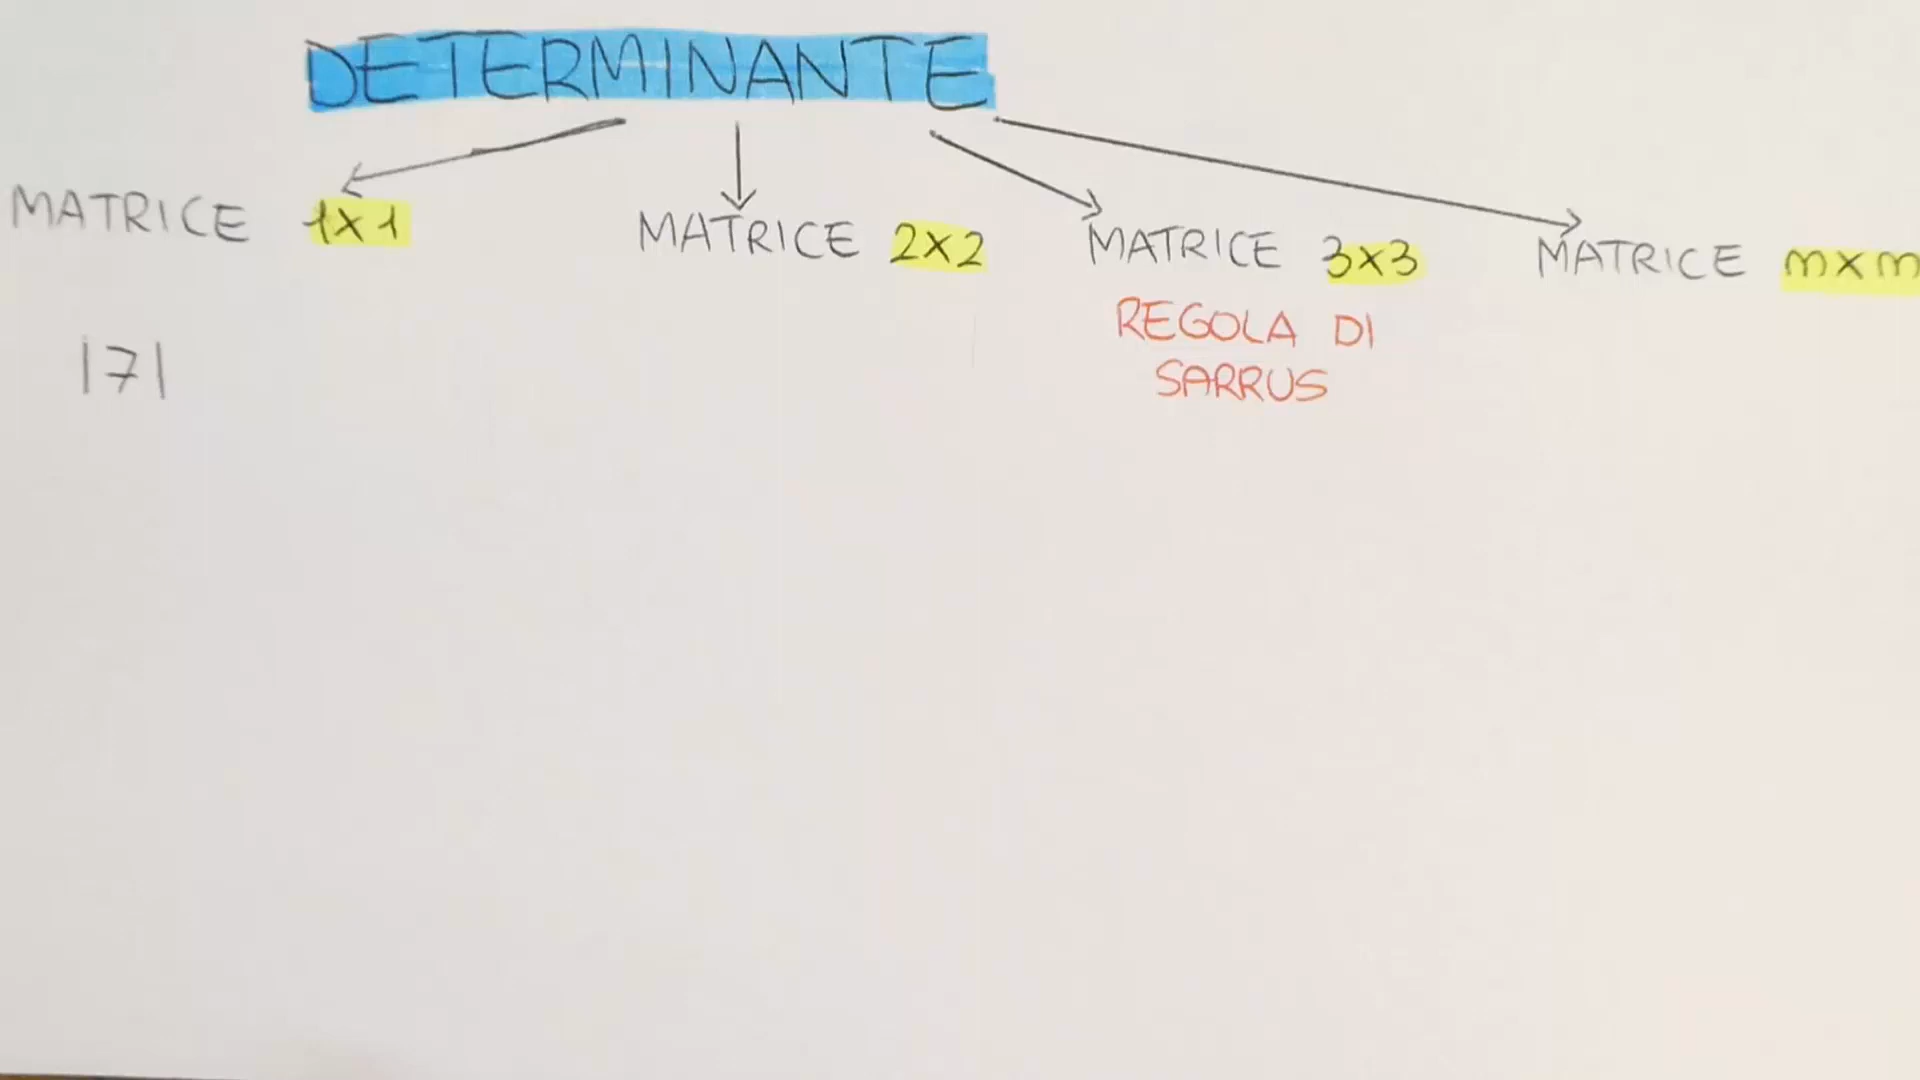 DETERMINANTE
MATRICE 1x1
MATRICE 2x2
MATRICE 3x3
MATRICE mxm
REGOLA DI
SARRUS
|7|